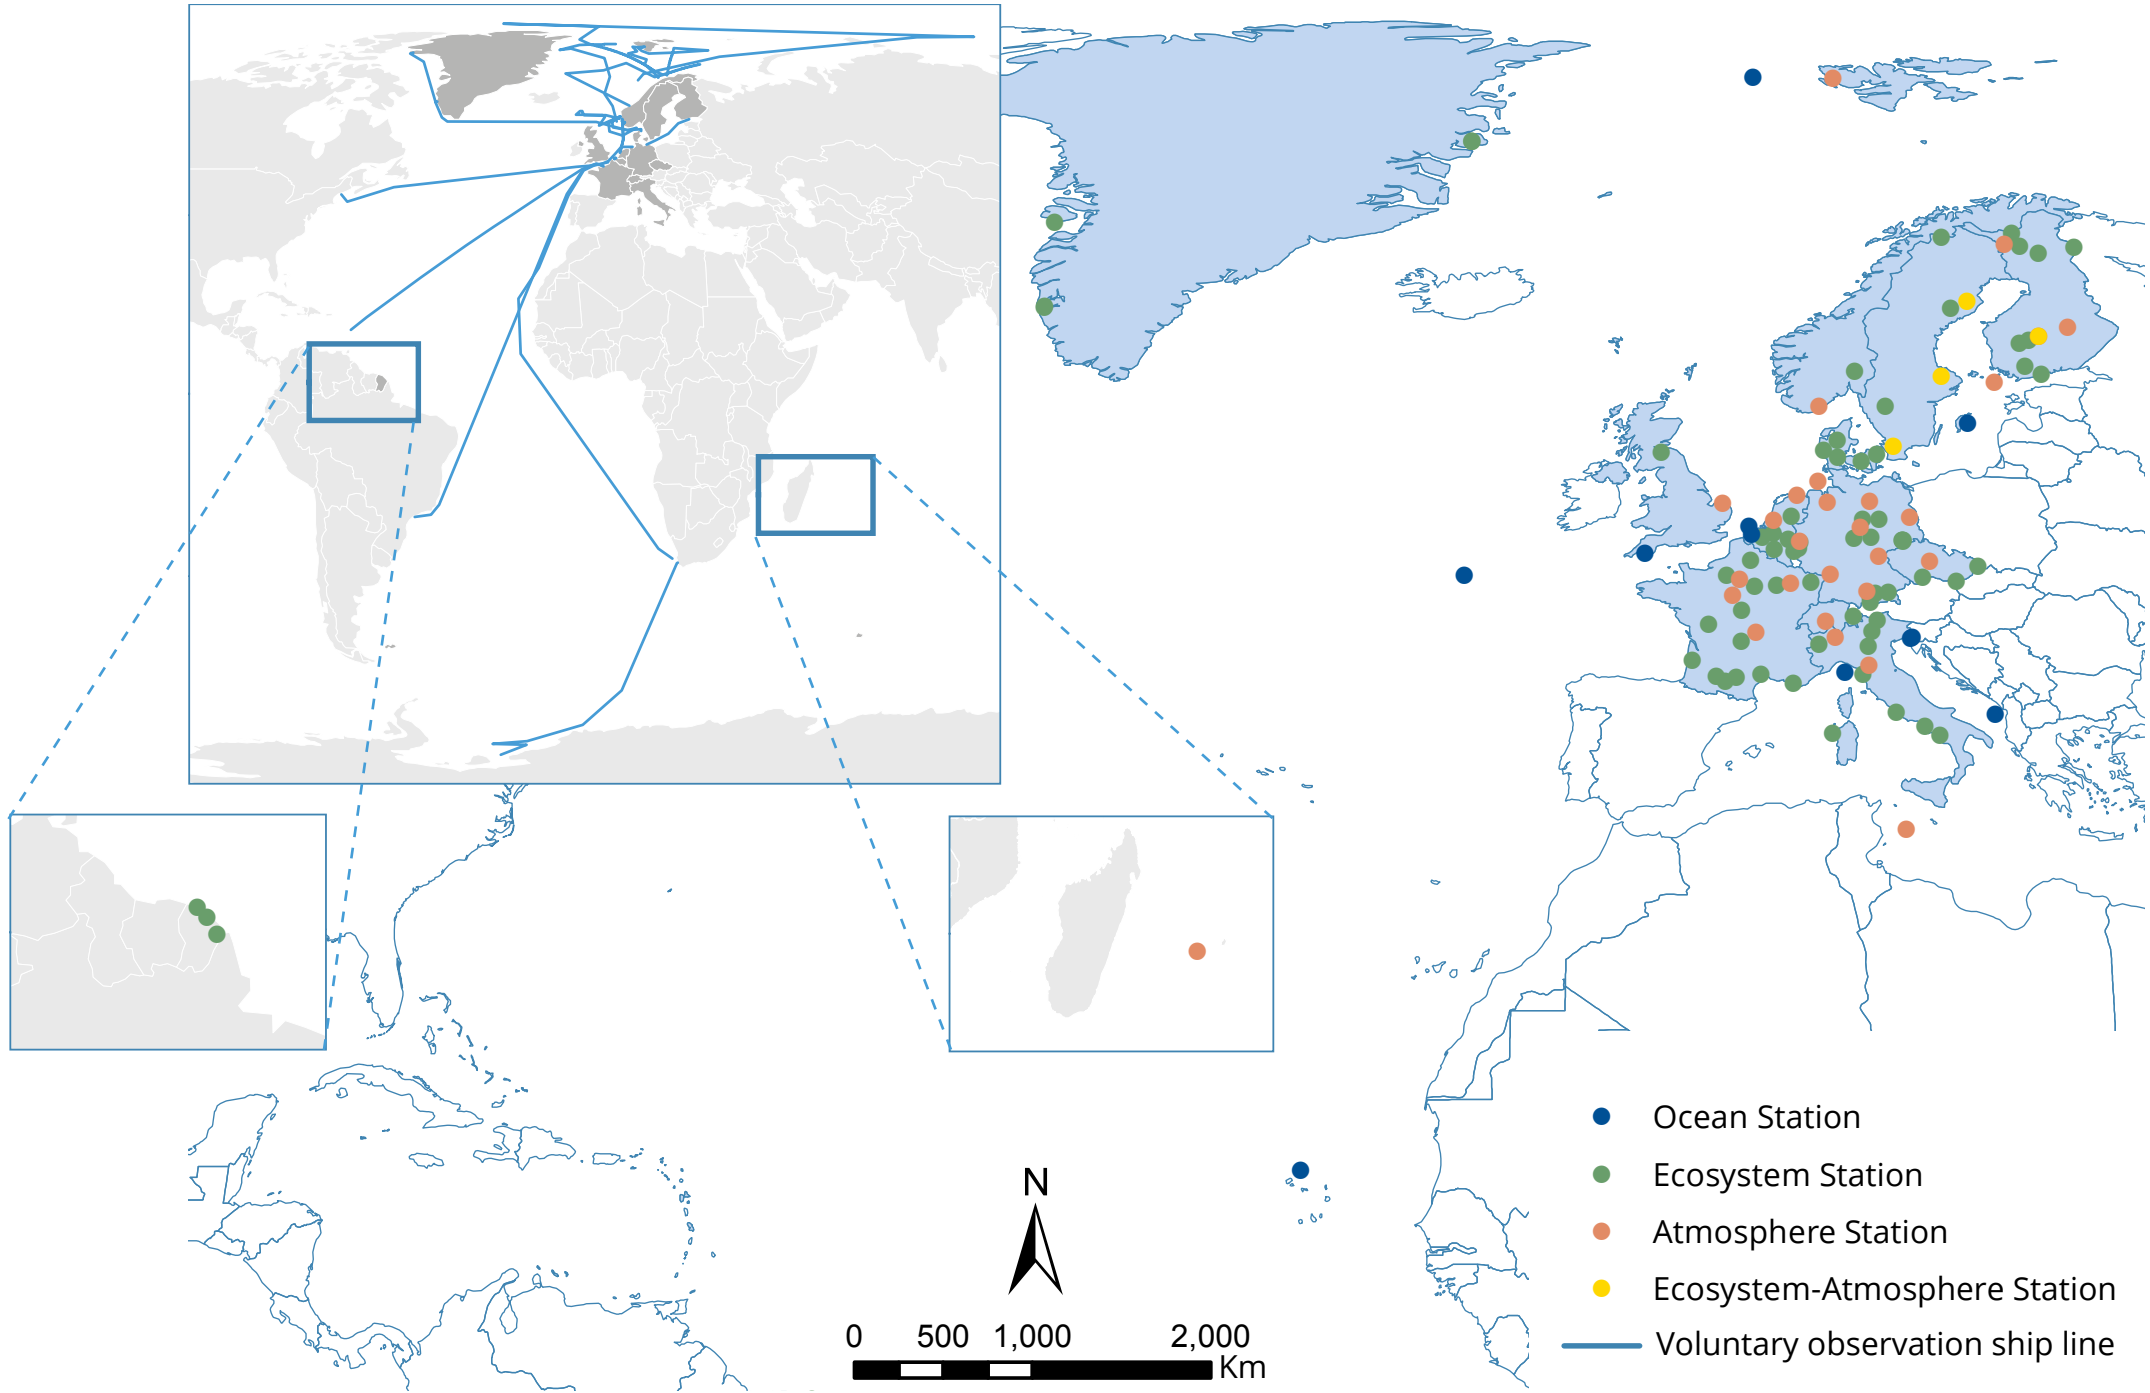 Ocean Station
Ecosystem Station
N
Atmosphere Station
Ecosystem-Atmosphere Station
0 500 1,000 2,000
Voluntary observation ship line
Km